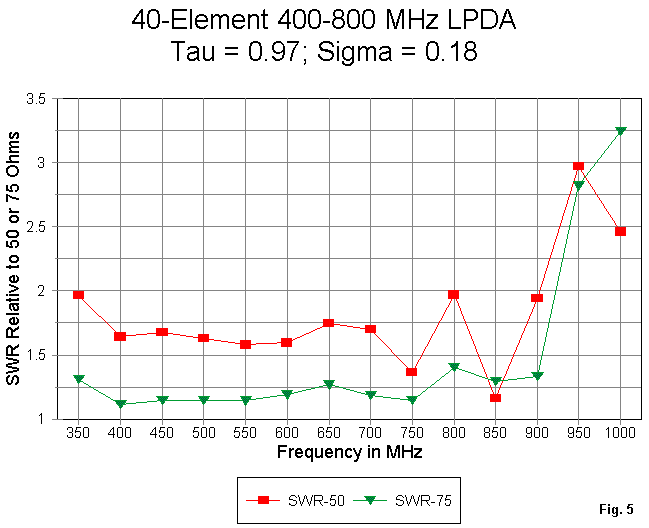 40-Element 400-800 MHz LPDA
Tau = 0.97; Sigma = 0.18
SWR Relative to 50 or 75 Ohms
3.5
3
2.5
2
1.5
1
350 400 450 500 550 600 650 700 750 800 850 900 950 1000
Frequency in MHz
SWR-50 SWR-75
Fig. 5